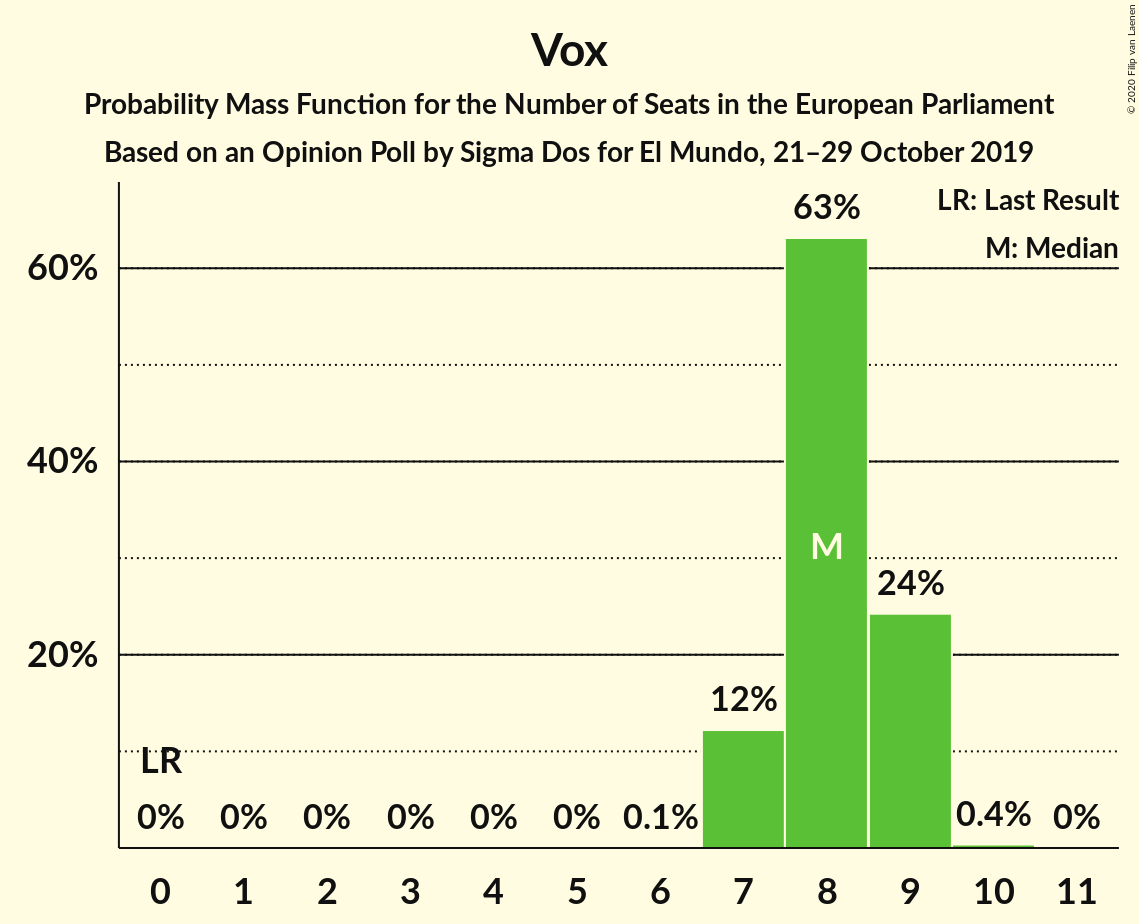 Vox
Probability Mass Function for the Number of Seats in the European Parliament
Based on an Opinion Poll by Sigma Dos for El Mundo, 21–29 October 2019
© 2020 Filip van Laenen
LR: Last Result
M: Median
63%
60%
40%
M
24%
20%
12%
LR
0% 0% 0% 0% 0% 0% 0.1% 0.4% 0%
0 1 2 3 4 5 6 7 8 9 10 11